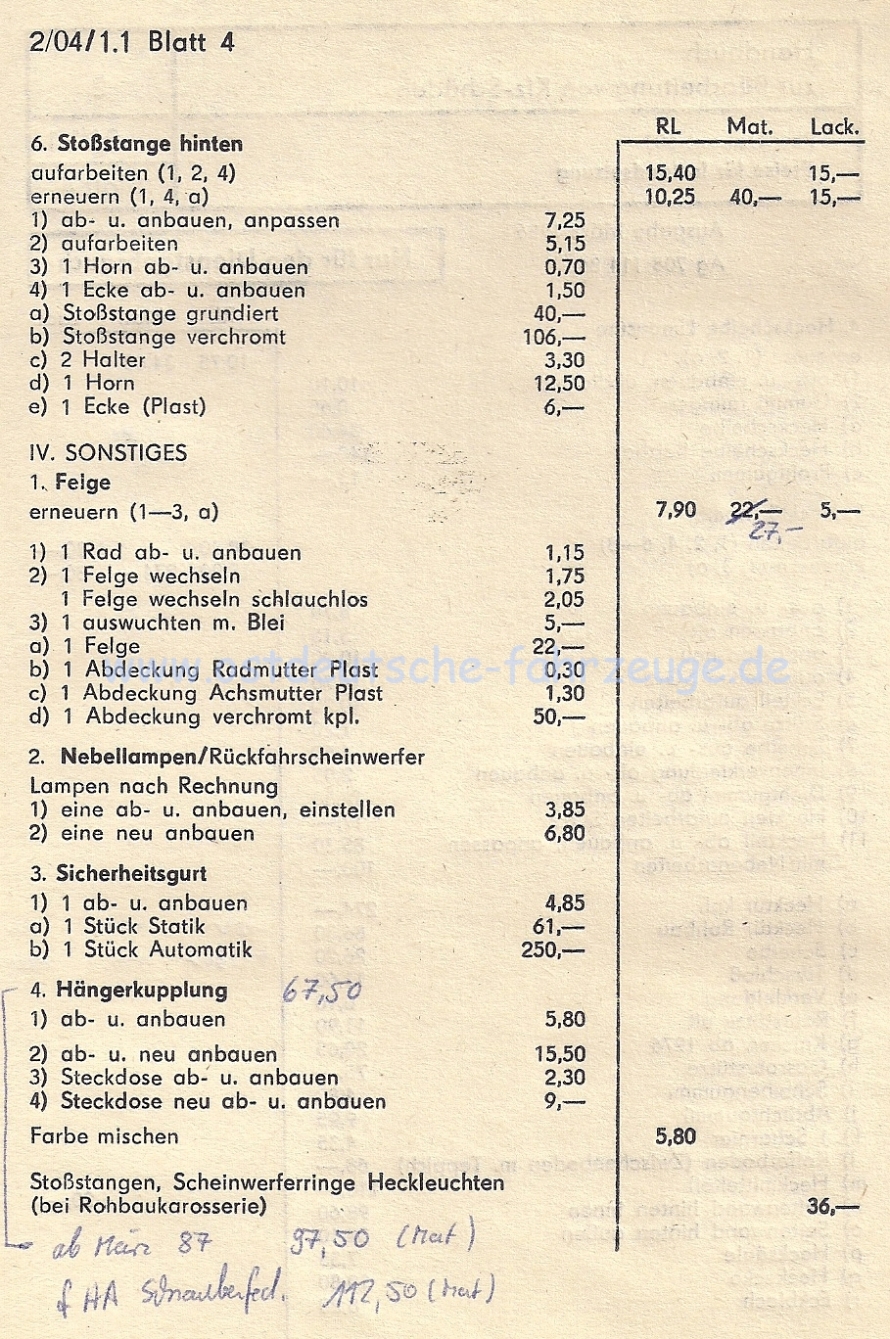 2/04/1.1 Blatt 4
RL Mat. Lack.
6. Stoßstange hinten
aufarbeiten (1, 2, 4) 15,40 15,—
erneuern (1, 4, a) 10,25 40,— 15,—
1) ab- u. anbauen, anpassen 7,25
2) aufarbeiten 5,15
3) 1 Horn ab- u. anbauen 0,70
4) 1 Ecke ab- u. anbauen 1,50
a) Stoßstange grundiert 40,—
b) Stoßstange verchromt 106,—
c) 2 Halter 3,30
d) 1 Horn 12,50
e) 1 Ecke (Plast) 6,—
IV. SONSTIGES
1. Felge
erneuern (1—3, a) 7,90 22,— 5,—
27,-
1) 1 Rad ab- u. anbauen 1,15
2) 1 Felge wechseln 1,75
1 Felge wechseln schlauchlos 2,05
3) 1 auswuchten m. Blei 5,—
a) 1 Felge 22,—
www.ostdeutsche-fahrzeuge.de
b) 1 Abdeckung Radmutter Plast 0,30
c) 1 Abdeckung Achsmutter Plast 1,30
d) 1 Abdeckung verchromt kpl. 50,—
2. Nebellampen/Rückfahrscheinwerfer
Lampen nach Rechnung
1) eine ab- u. anbauen, einstellen 3,85
2) eine neu anbauen 6,80
3. Sicherheitsgurt
1) 1 ab- u. anbauen 4,85
a) 1 Stück Statik 61,—
b) 1 Stück Automatik 250,—
4. Hängerkupplung 67,50
1) ab- u. anbauen 5,80
2) ab- u. neu anbauen 15,50
3) Steckdose ab- u. anbauen 2,30
4) Steckdose neu ab- u. anbauen 9,—
Farbe mischen 5,80
Stoßstangen, Scheinwerferringe Heckleuchten
(bei Rohbaukarosserie) 36,—
ab März 87 97,50 (Mat)
f HA Schraubenfed. 112,50 (Mat)